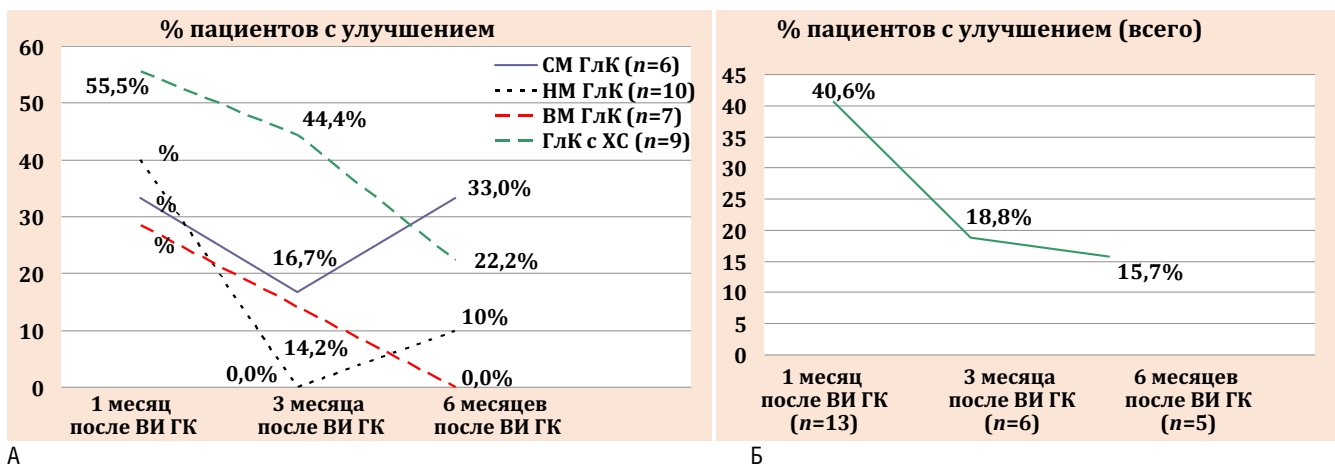 % пациентов с улучшением
60
50
40
30
20
10
0
СМ ГлК (n=6)
НМ ГлК (n=10)
ВМ ГлК (n=7)
ГлК с ХС (n=9)
55,5%
44,4%
%
%
%
33,0%
16,7%
22,2%
10%
14,2%
0,0%
0,0%
1 месяц
после ВИ ГК
3 месяца
после ВИ ГК
6 месяцев
после ВИ ГК
А
% пациентов с улучшением (всего)
45
40
35
30
25
20
15
10
5
0
40,6%
18,8%
15,7%
1 месяц
после ВИ ГК
(n=13)
3 месяца
после ВИ ГК
(n=6)
6 месяцев
после ВИ ГК
(n=5)
Б